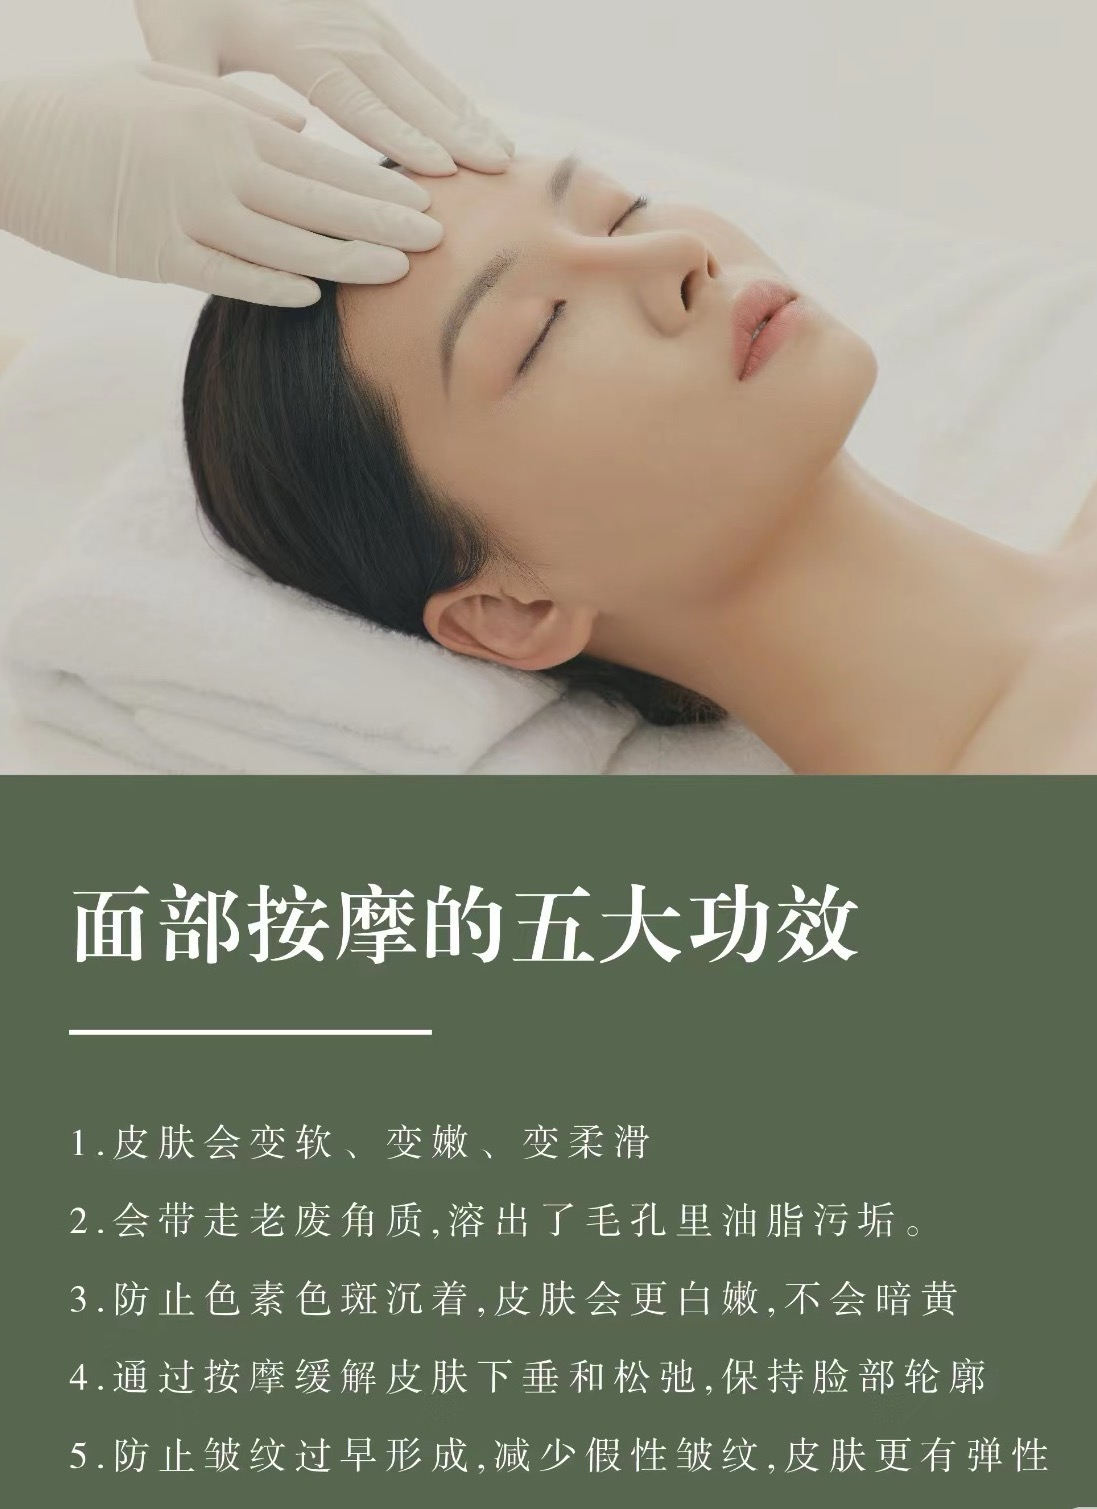 面部按摩的五大功效
1.皮肤会变软、变嫩、变柔滑
2.会带走老废角质,溶出了毛孔里油脂污垢。
3.防止色素色斑沉着,皮肤会更白嫩,不会暗黄
4.通过按摩缓解皮肤下垂和松弛,保持脸部轮廓
5.防止皱纹过早形成,减少假性皱纹,皮肤更有弹性